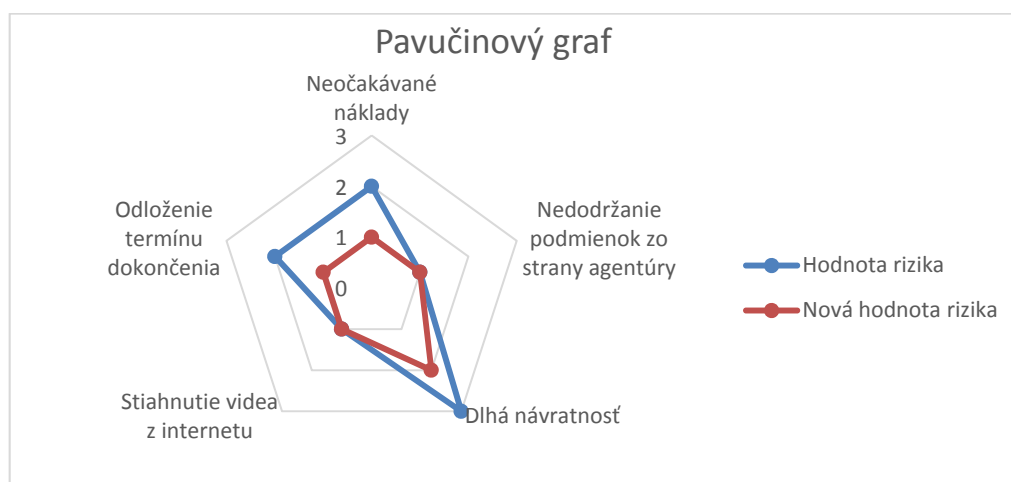 Pavučinový graf
Neočakávané
náklady
3
2
1
0
Nedodržanie
podmienok zo
strany agentúry
Dlhá návratnosť
Stiahnutie videa
z internetu
Odloženie
termínu
dokončenia
Hodnota rizika
Nová hodnota rizika